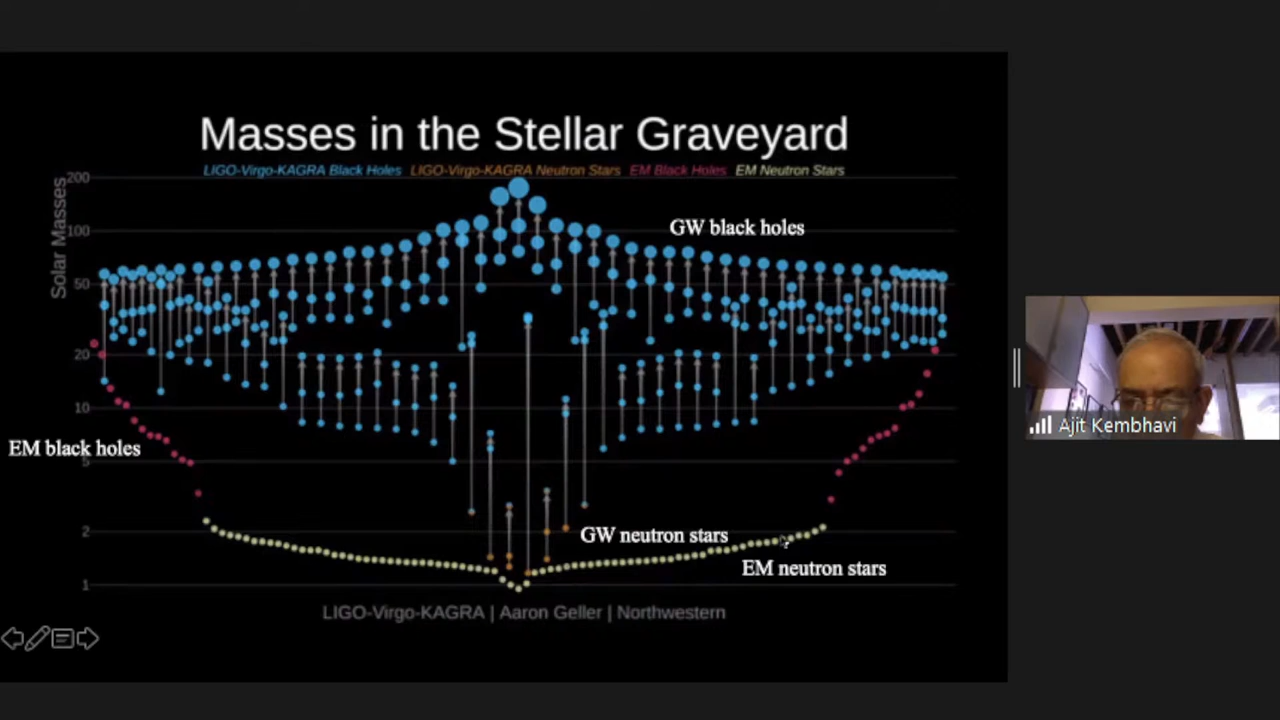 Masses in the Stellar Graveyard
LIGO-Virgo-KAGRA Black Holes LIGO-Virgo-KAGRA Neutron Stars EM Black Holes EM Neutron Stars
Solar Masses
200
100
GW black holes
50
20
10
EM black holes
5
2
GW neutron stars
EM neutron stars
1
LIGO-Virgo-KAGRA | Aaron Geller | Northwestern
Ajit Kembhavi